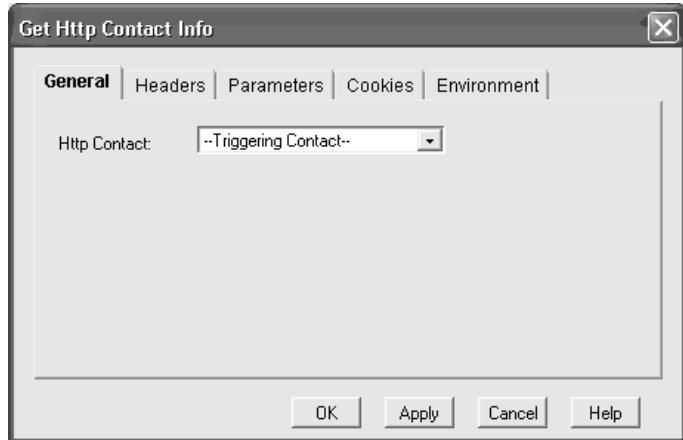 Get Http Contact Info
General Headers Parameters Cookies Environment
Http Contact: --Triggering Contact--
OK Apply Cancel Help